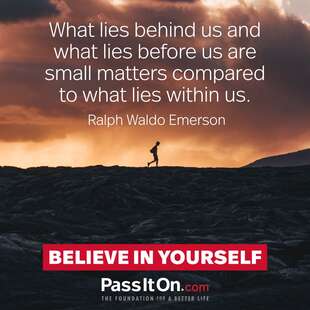 What lies behind us and
what lies before us are
small matters compared
to what lies within us.
Ralph Waldo Emerson
BELIEVE IN YOURSELF
PassItOn.com
THE FOUNDATION FOR A BETTER LIFE